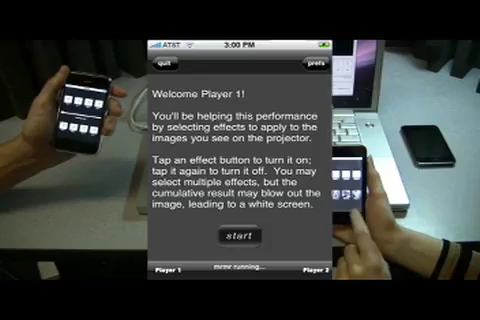 AT&T 3:00 PM
quit prefs
Welcome Player 1!
You'll be helping this performance
by selecting effects to apply to the
images you see on the projector.
Tap an effect button to turn it on;
tap it again to turn it off. You may
select multiple effects, but the
cumulative result may blow out the
image, leading to a white screen.
start
Player 1 mrmr running... Player 2